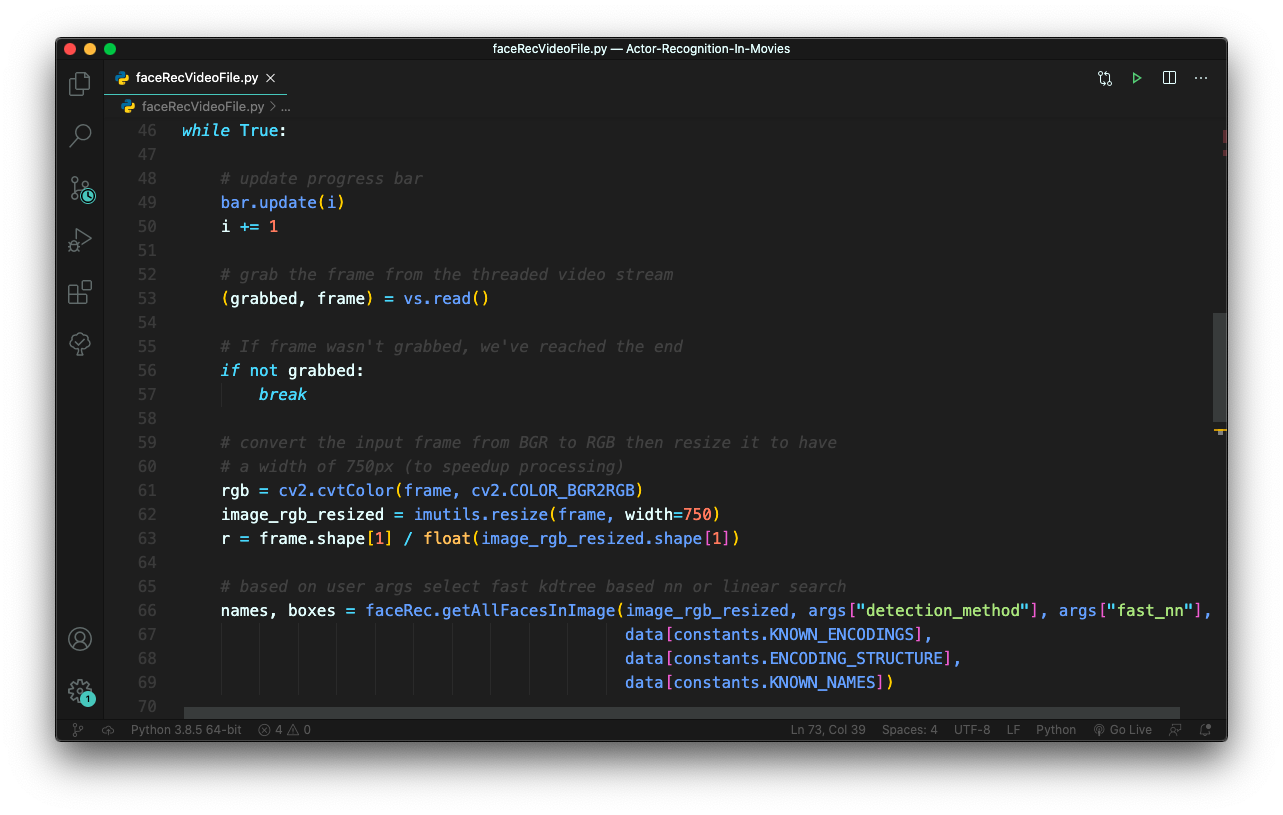 faceRecVideoFile.py — Actor-Recognition-In-Movies
faceRecVideoFile.py
faceRecVideoFile.py > ...
46 while True:
47
48 # update progress bar
49 bar.update(i)
50 i += 1
51
52 # grab the frame from the threaded video stream
53 (grabbed, frame) = vs.read()
54
55 # If frame wasn't grabbed, we've reached the end
56 if not grabbed:
57 break
58
59 # convert the input frame from BGR to RGB then resize it to have
60 # a width of 750px (to speedup processing)
61 rgb = cv2.cvtColor(frame, cv2.COLOR_BGR2RGB)
62 image_rgb_resized = imutils.resize(frame, width=750)
63 r = frame.shape[1] / float(image_rgb_resized.shape[1])
64
65 # based on user args select fast kdtree based nn or linear search
66 names, boxes = faceRec.getAllFacesInImage(image_rgb_resized, args["detection_method"], args["fast_nn"],
67 data[constants.KNOWN_ENCODINGS],
68 data[constants.ENCODING_STRUCTURE],
69 data[constants.KNOWN_NAMES])
70
1
Python 3.8.5 64-bit 4 0 Ln 73, Col 39 Spaces: 4 UTF-8 LF Python Go Live